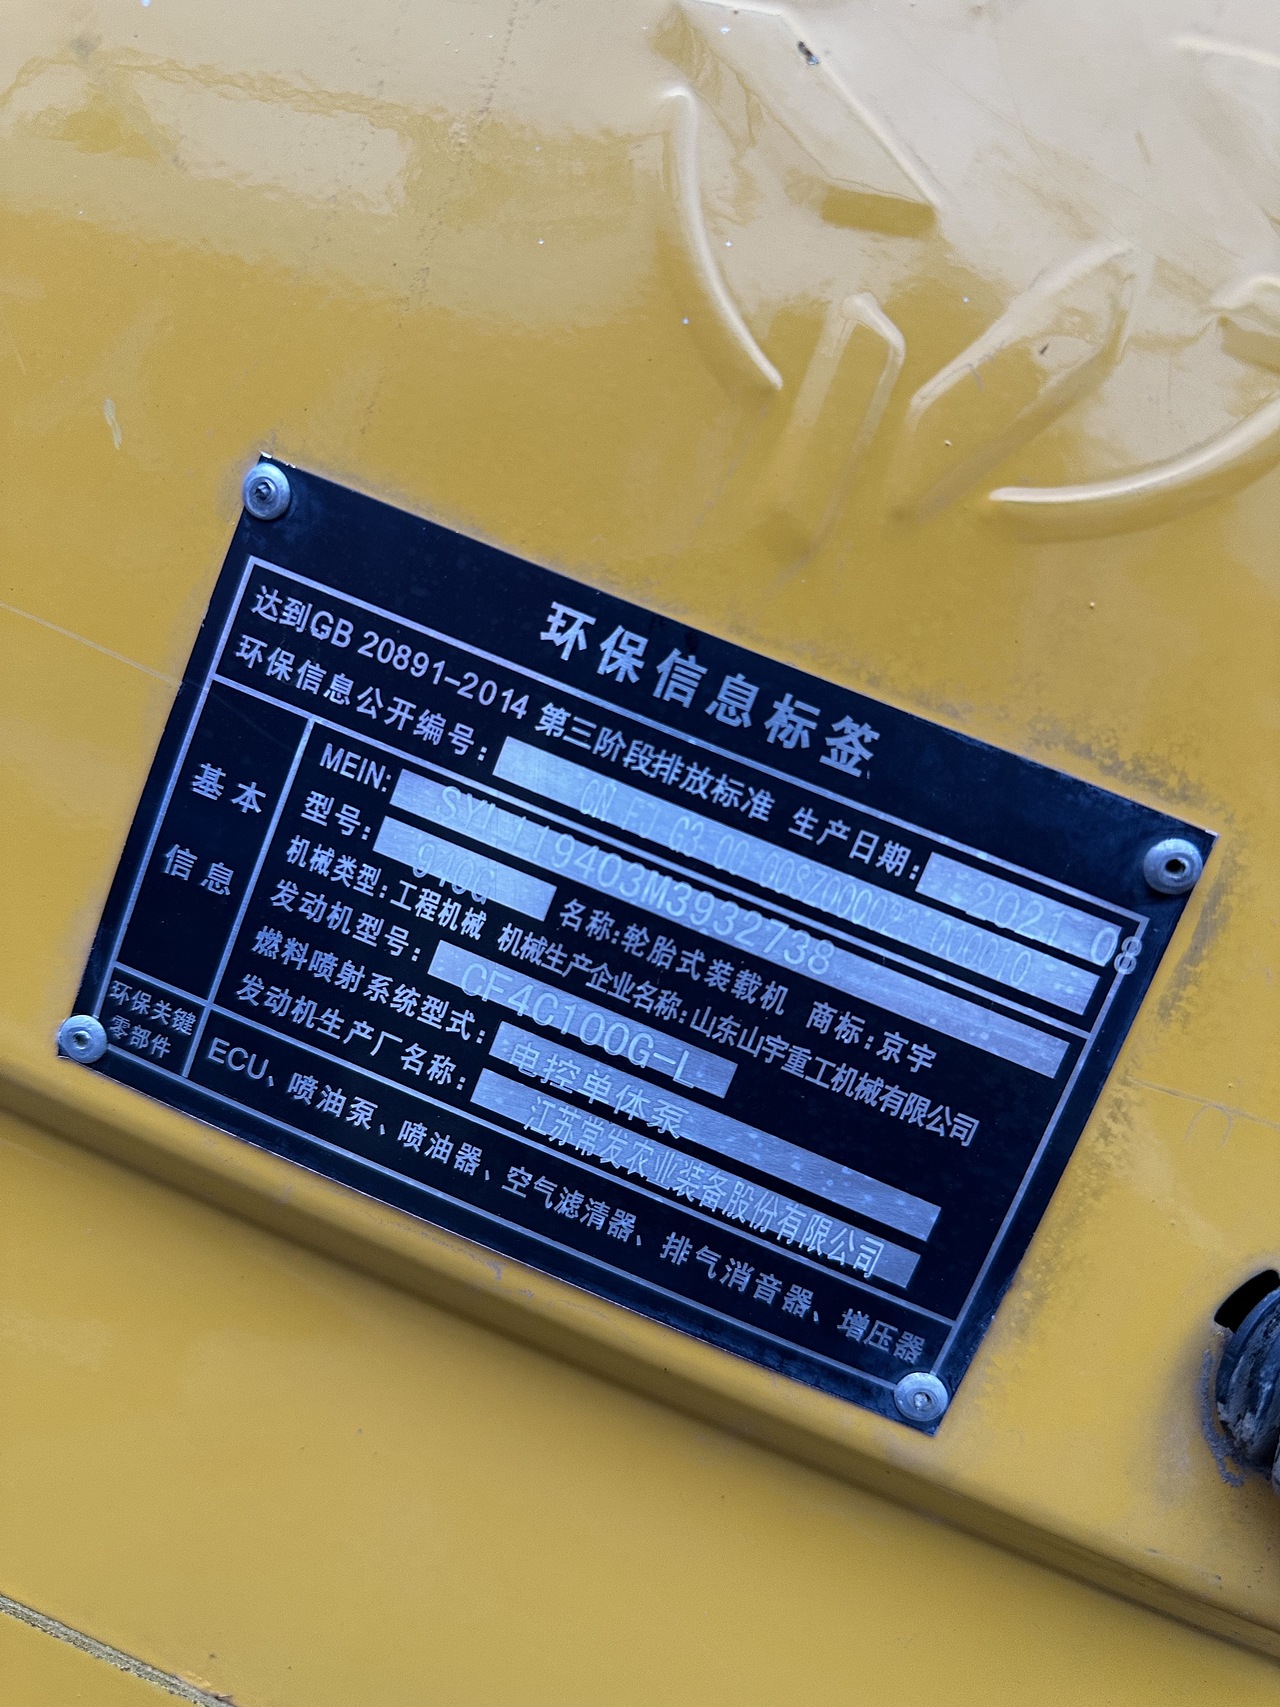 环保信息标签
达到GB 20891-2014 第三阶段排放标准 生产日期: 2021.08
环保信息公开编号: CN FJ G3 00
基本信息
MEIN: 119403M3932738
型号: 940G 名称:轮胎式装载机 商标:京宇
机械类型:工程机械 机械生产企业名称:山东山宇重工机械有限公司
发动机型号: CF4C100G-L
燃料喷射系统型式: 电控单体泵
发动机生产厂名称: 江苏常发农业装备股份有限公司
环保关键零部件
ECU、喷油泵、喷油器、空气滤清器、排气消音器、增压器